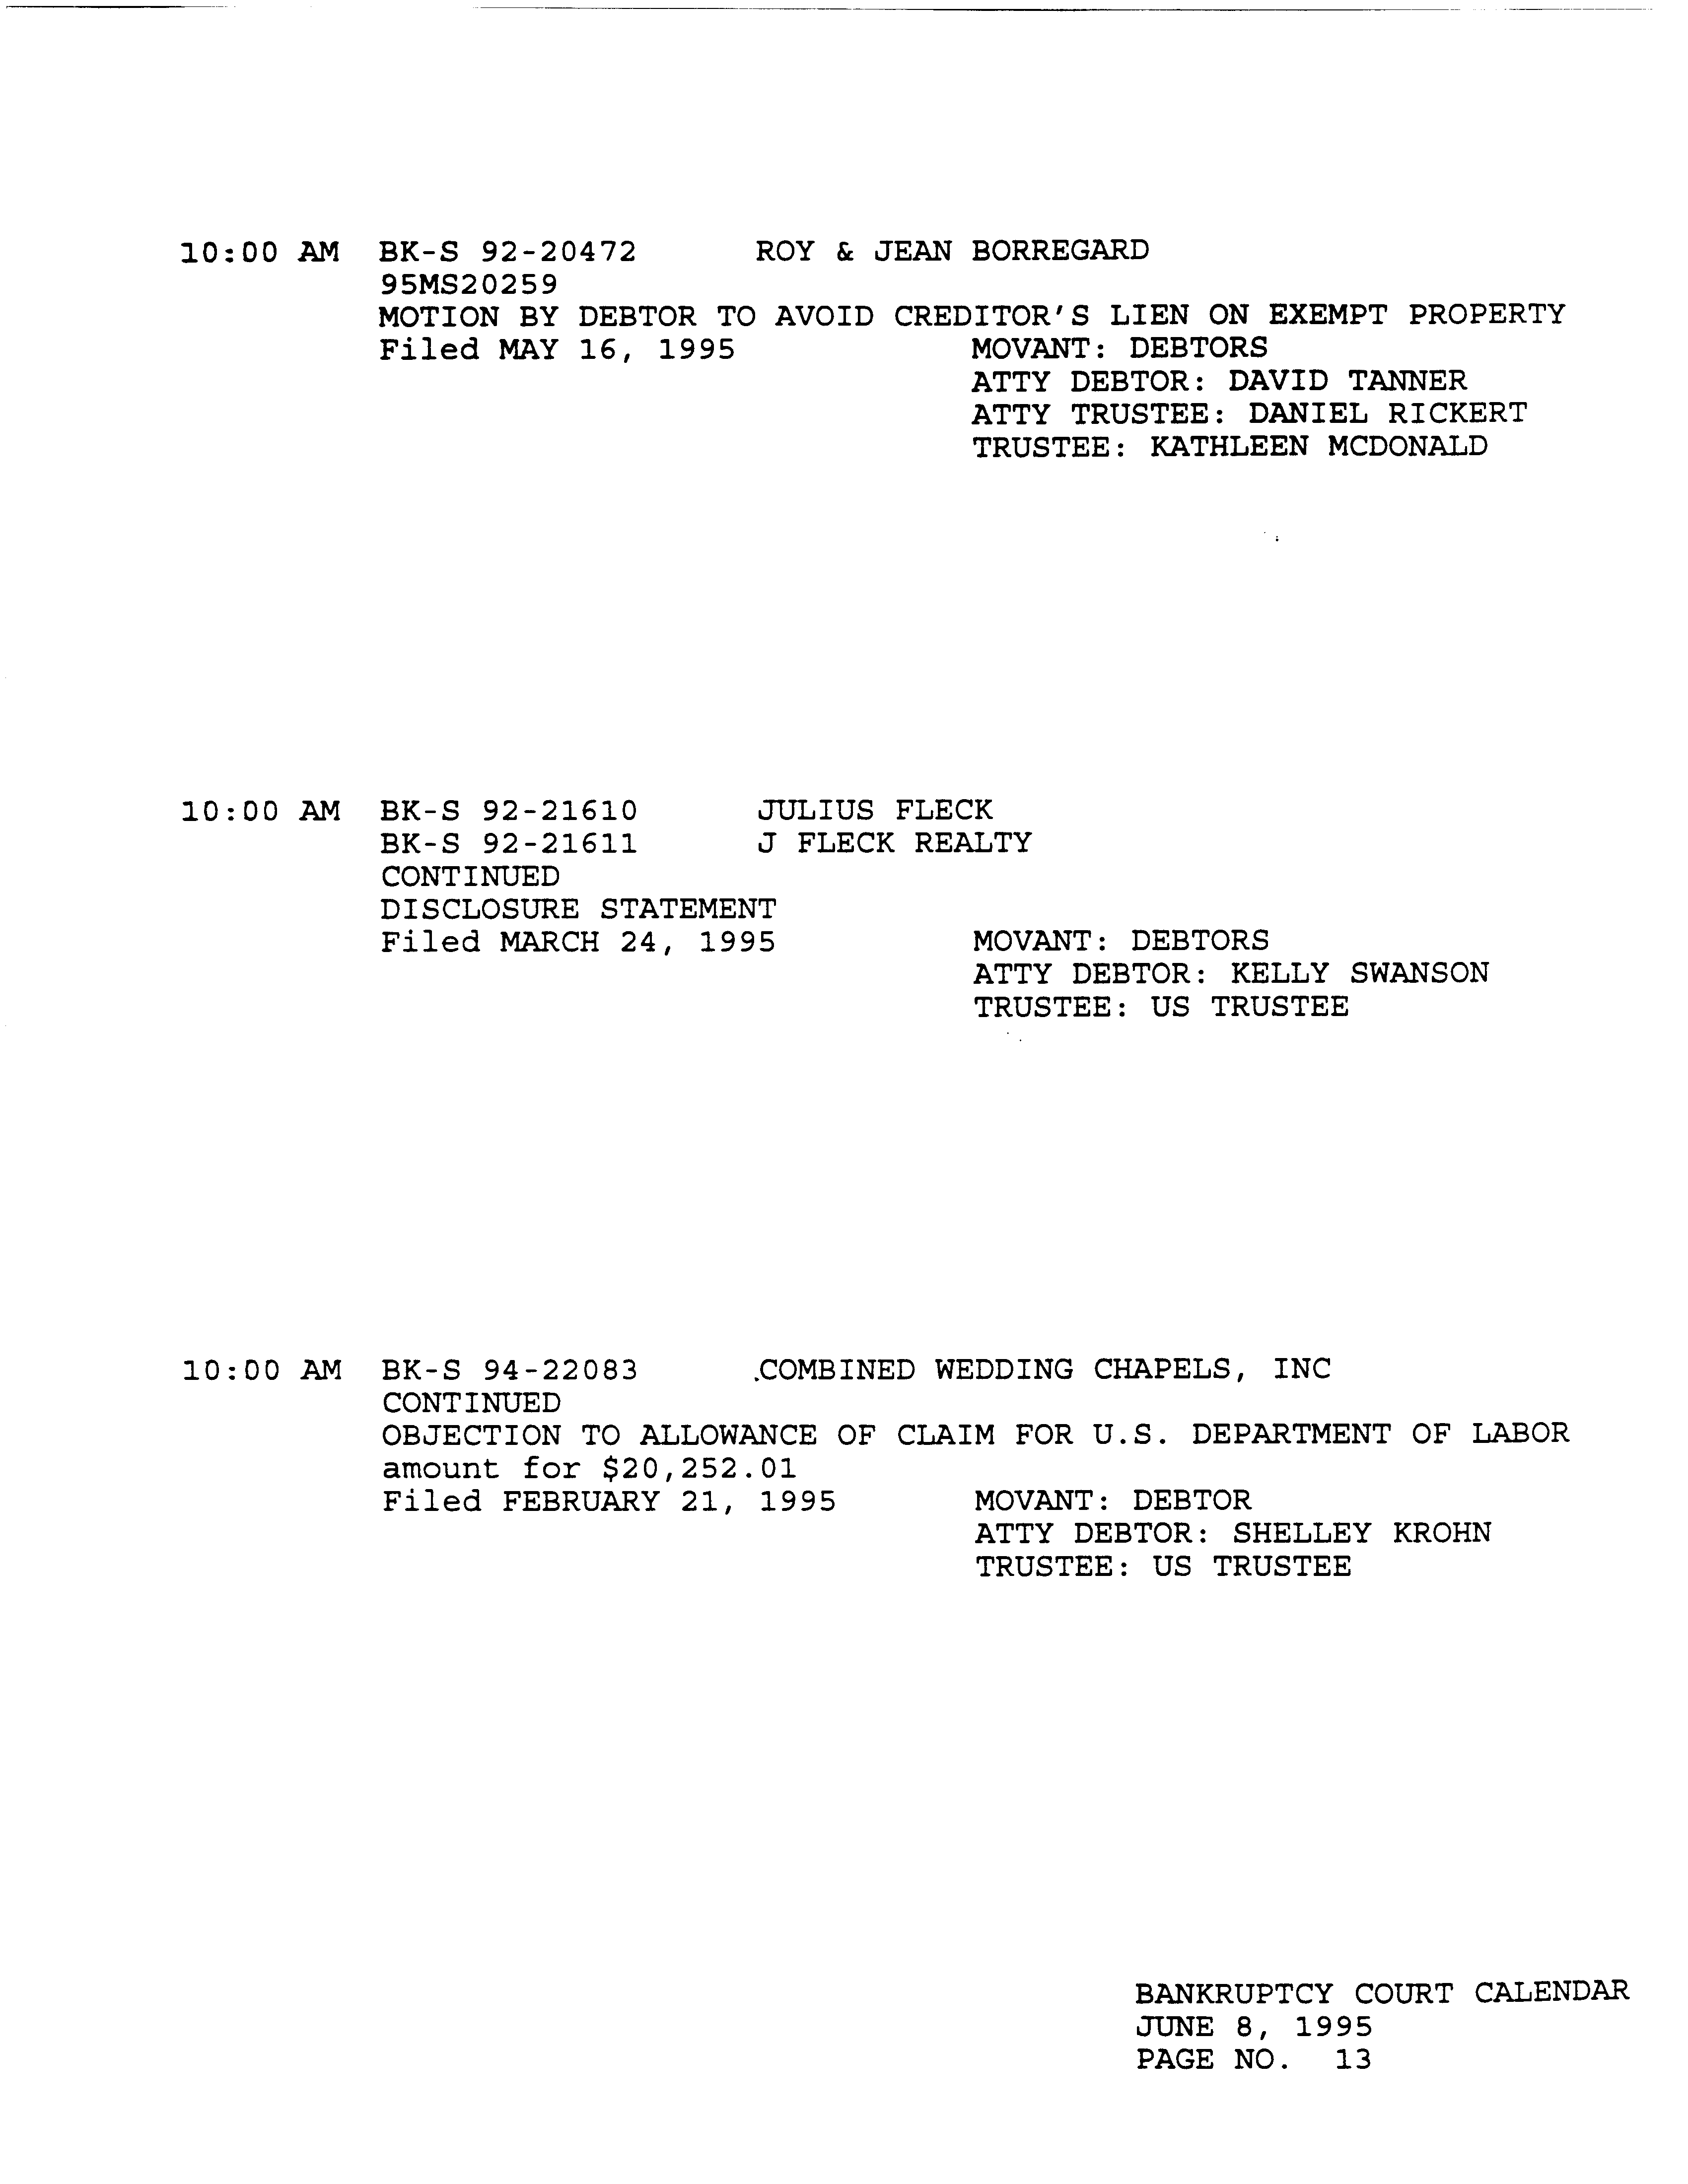 10:00 AM BK-S 92-20472 ROY & JEAN BORREGARD
95MS20259
MOTION BY DEBTOR TO AVOID CREDITOR'S LIEN ON EXEMPT PROPERTY
Filed MAY 16, 1995 MOVANT: DEBTORS
ATTY DEBTOR: DAVID TANNER
ATTY TRUSTEE: DANIEL RICKERT
TRUSTEE: KATHLEEN MCDONALD
10:00 AM BK-S 92-21610 JULIUS FLECK
BK-S 92-21611 J FLECK REALTY
CONTINUED
DISCLOSURE STATEMENT
Filed MARCH 24, 1995 MOVANT: DEBTORS
ATTY DEBTOR: KELLY SWANSON
TRUSTEE: US TRUSTEE
10:00 AM BK-S 94-22083 COMBINED WEDDING CHAPELS, INC
CONTINUED
OBJECTION TO ALLOWANCE OF CLAIM FOR U.S. DEPARTMENT OF LABOR
amount for $20,252.01
Filed FEBRUARY 21, 1995 MOVANT: DEBTOR
ATTY DEBTOR: SHELLEY KROHN
TRUSTEE: US TRUSTEE
BANKRUPTCY COURT CALENDAR
JUNE 8, 1995
PAGE NO. 13